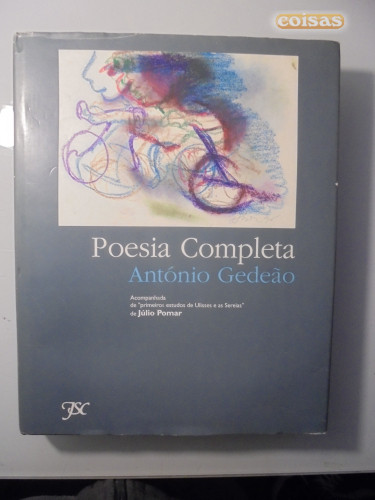 coisas
Poesia Completa
António Gedeão
Acompanhada
de "primeiros estudos de Ulisses e as Sereias"
de Júlio Pomar